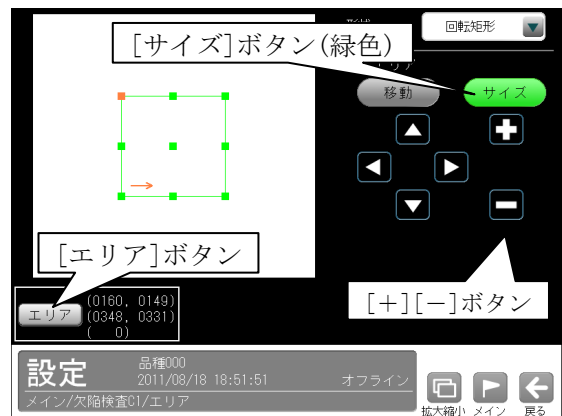 回転矩形
[サイズ]ボタン(緑色)
移動
サイズ
[エリア]ボタン
[+][−]ボタン
エリア
(0160, 0149)
(0348, 0331)
( 0)
設定
品種000
2011/08/18 18:51:51
オフライン
メイン/欠陥検査C1/エリア
拡大縮小
メイン
戻る